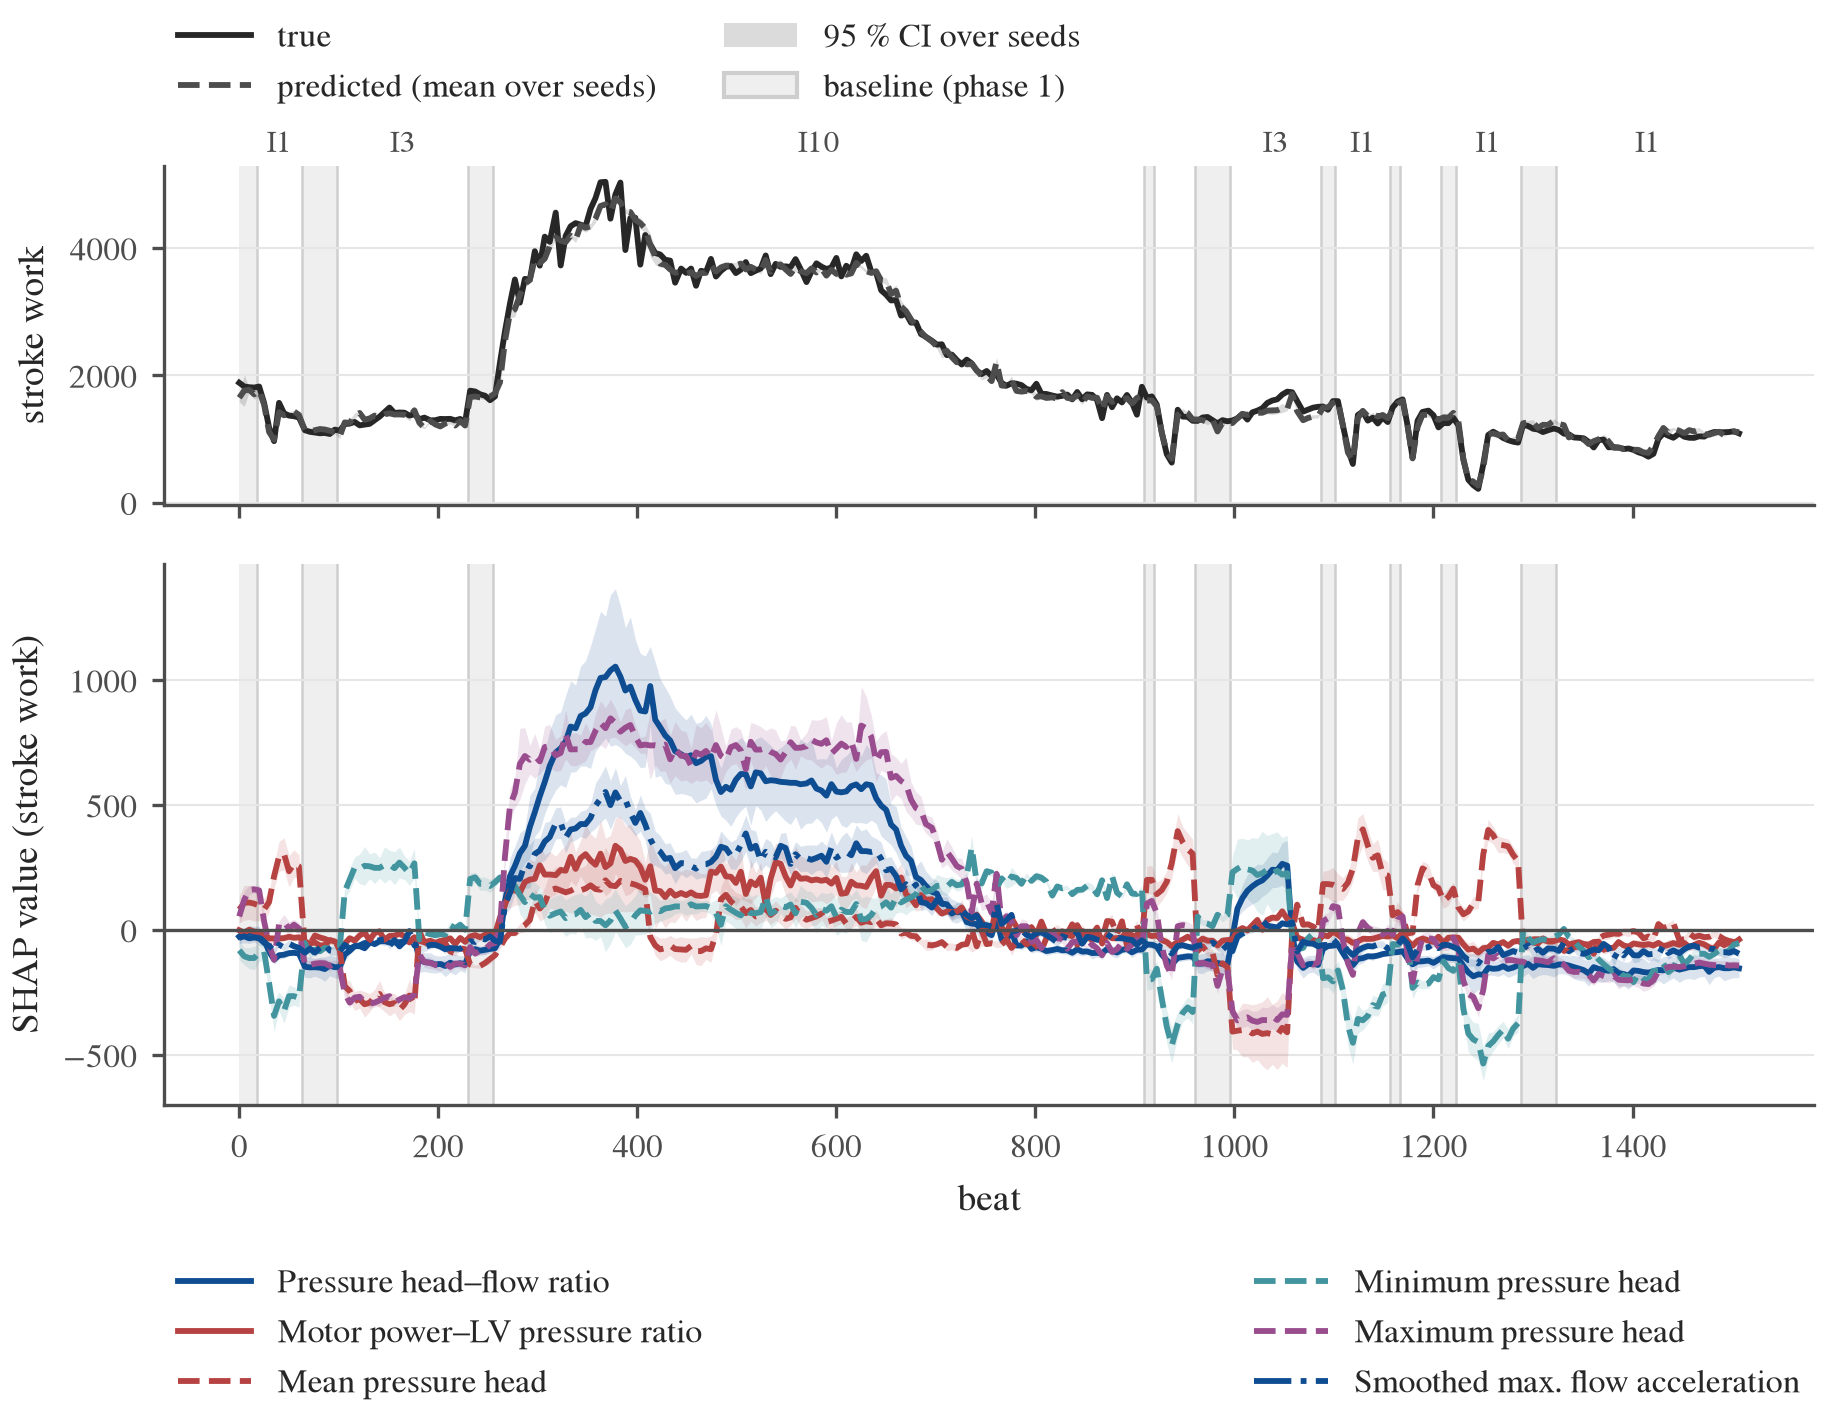 true
predicted (mean over seeds)
95 % CI over seeds
baseline (phase 1)
I1 I3 I10 I3 I1 I1 I1
stroke work
4000
2000
0
SHAP value (stroke work)
1000
500
0
−500
0 200 400 600 800 1000 1200 1400
beat
Pressure head–flow ratio
Motor power–LV pressure ratio
Mean pressure head
Minimum pressure head
Maximum pressure head
Smoothed max. flow acceleration